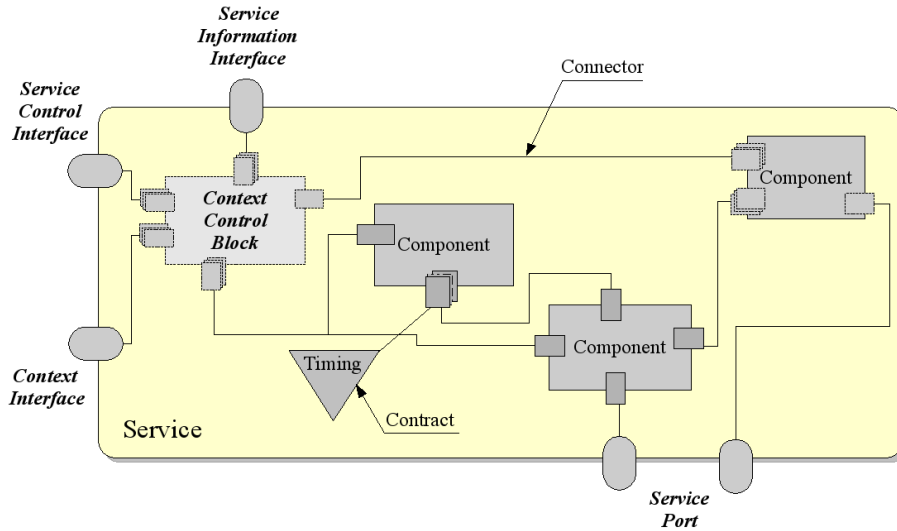 Service
Information
Interface
Service
Control
Interface
Connector
Component
Context
Control
Block
Component
Component
Timing
Context
Interface
Contract
Service
Service
Port